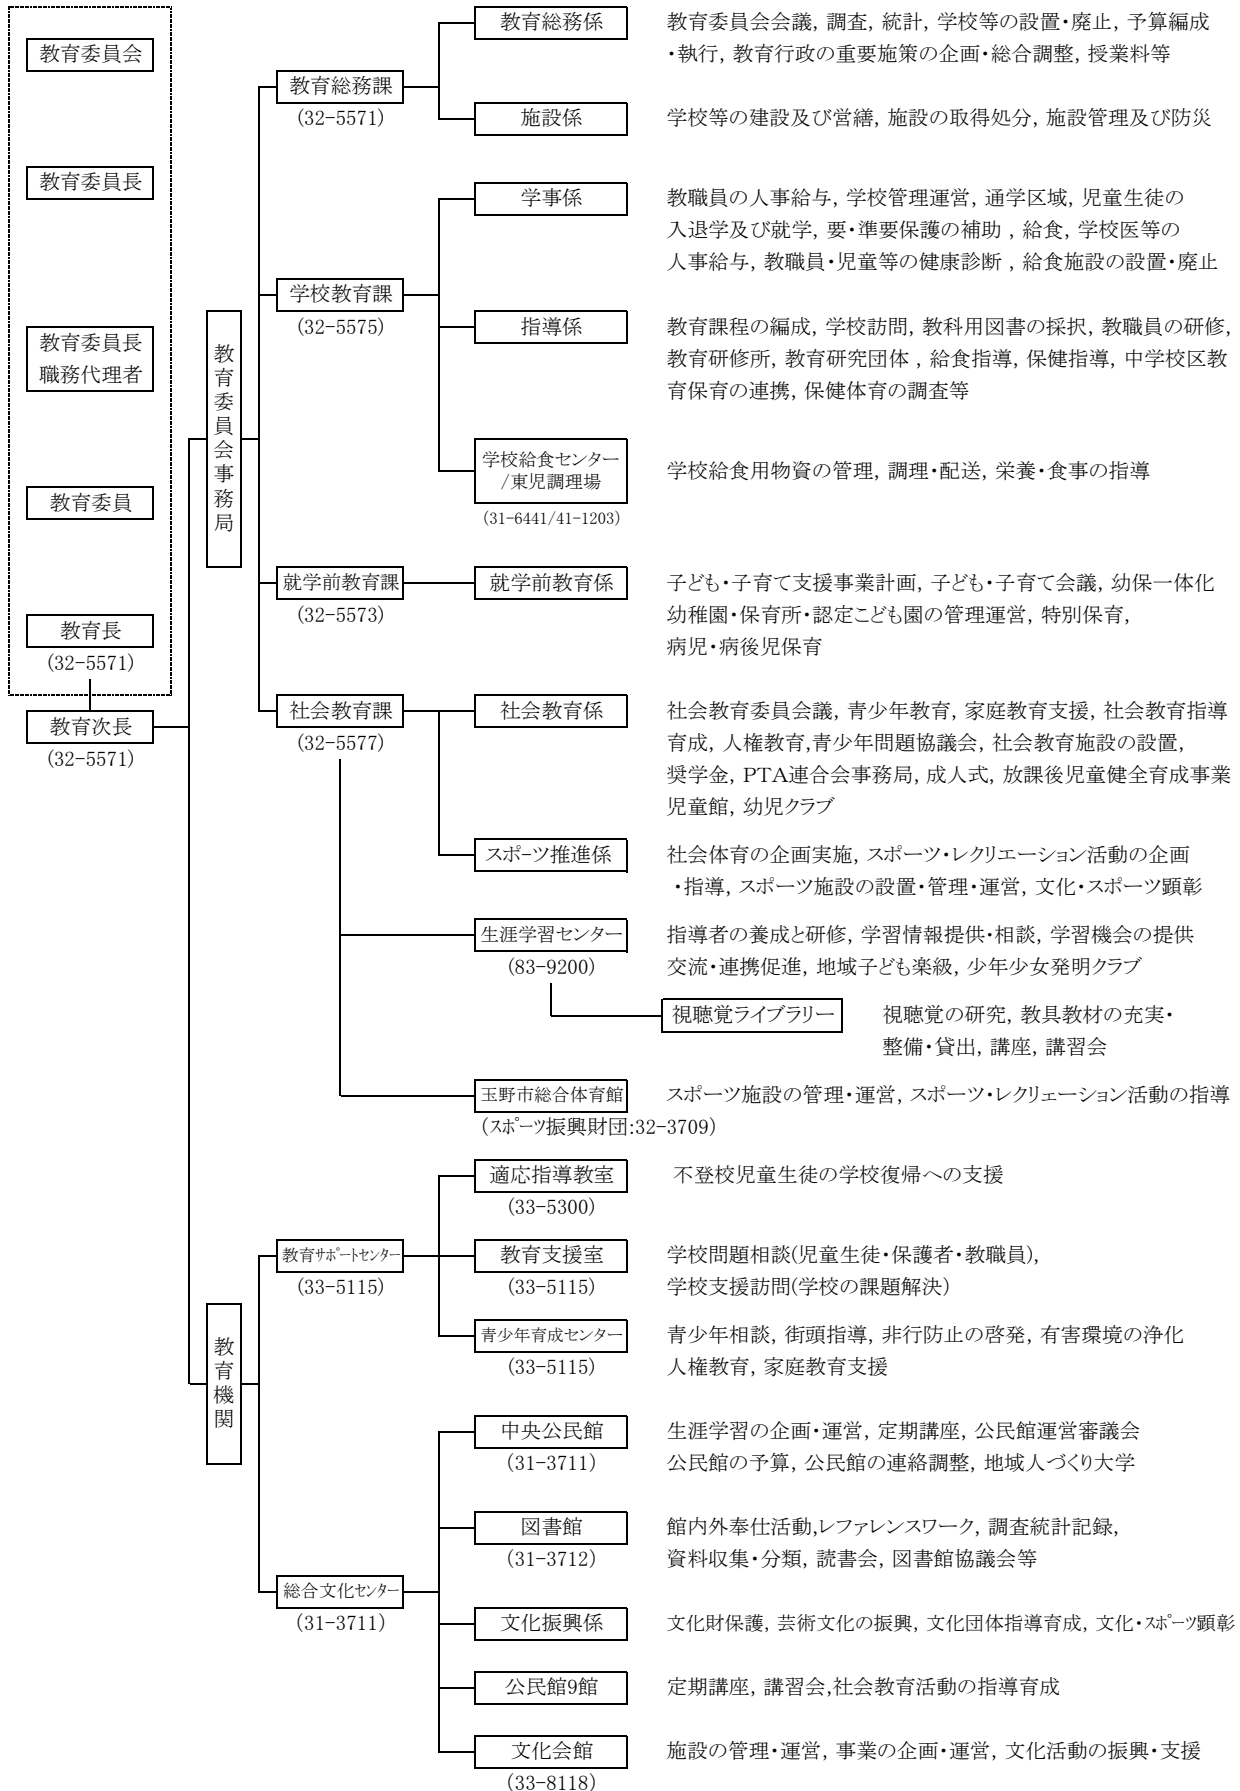 教育委員会
教育委員長
教育委員長
職務代理者
教育委員
教育長
(32-5571)
教育次長
(32-5571)
教育委員会事務局
教育総務課
(32-5571)
教育総務係
教育委員会会議, 調査, 統計, 学校等の設置・廃止, 予算編成
・執行, 教育行政の重要施策の企画・総合調整, 授業料等
施設係
学校等の建設及び営繕, 施設の取得処分, 施設管理及び防災
学校教育課
(32-5575)
学事係
教職員の人事給与, 学校管理運営, 通学区域, 児童生徒の
入退学及び就学, 要・準要保護の補助 , 給食, 学校医等の
人事給与, 教職員・児童等の健康診断 , 給食施設の設置・廃止
指導係
教育課程の編成, 学校訪問, 教科用図書の採択, 教職員の研修,
教育研修所, 教育研究団体 , 給食指導, 保健指導, 中学校区教
育保育の連携, 保健体育の調査等
学校給食センター
/東児調理場
(31-6441/41-1203)
学校給食用物資の管理, 調理・配送, 栄養・食事の指導
就学前教育課
(32-5573)
就学前教育係
子ども・子育て支援事業計画, 子ども・子育て会議, 幼保一体化
幼稚園・保育所・認定こども園の管理運営, 特別保育,
病児・病後児保育
社会教育課
(32-5577)
社会教育係
社会教育委員会議, 青少年教育, 家庭教育支援, 社会教育指導
育成, 人権教育,青少年問題協議会, 社会教育施設の設置,
奨学金, PTA連合会事務局, 成人式, 放課後児童健全育成事業
児童館, 幼児クラブ
スポーツ推進係
社会体育の企画実施, スポーツ・レクリエーション活動の企画
・指導, スポーツ施設の設置・管理・運営, 文化・スポーツ顕彰
生涯学習センター
(83-9200)
指導者の養成と研修, 学習情報提供・相談, 学習機会の提供
交流・連携促進, 地域子ども楽級, 少年少女発明クラブ
視聴覚ライブラリー
視聴覚の研究, 教具教材の充実・
整備・貸出, 講座, 講習会
玉野市総合体育館
(スポーツ振興財団:32-3709)
スポーツ施設の管理・運営, スポーツ・レクリェーション活動の指導
教育機関
教育サポートセンター
(33-5115)
適応指導教室
(33-5300)
不登校児童生徒の学校復帰への支援
教育支援室
(33-5115)
学校問題相談(児童生徒・保護者・教職員),
学校支援訪問(学校の課題解決)
青少年育成センター
(33-5115)
青少年相談, 街頭指導, 非行防止の啓発, 有害環境の浄化
人権教育, 家庭教育支援
総合文化センター
(31-3711)
中央公民館
(31-3711)
生涯学習の企画・運営, 定期講座, 公民館運営審議会
公民館の予算, 公民館の連絡調整, 地域人づくり大学
図書館
(31-3712)
館内外奉仕活動,レファレンスワーク, 調査統計記録,
資料収集・分類, 読書会, 図書館協議会等
文化振興係
文化財保護, 芸術文化の振興, 文化団体指導育成, 文化・スポーツ顕彰
公民館9館
定期講座, 講習会,社会教育活動の指導育成
文化会館
(33-8118)
施設の管理・運営, 事業の企画・運営, 文化活動の振興・支援